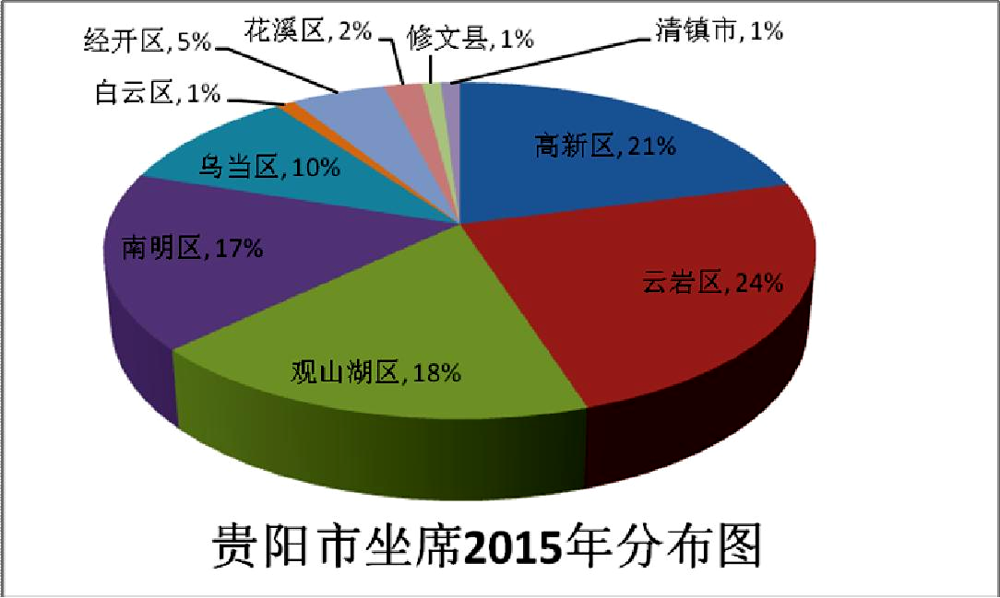 花溪区, 2%
修文县, 1%
清镇市, 1%
经开区, 5%
白云区, 1%
高新区, 21%
乌当区, 10%
南明区, 17%
云岩区, 24%
观山湖区, 18%
贵阳市坐席2015年分布图